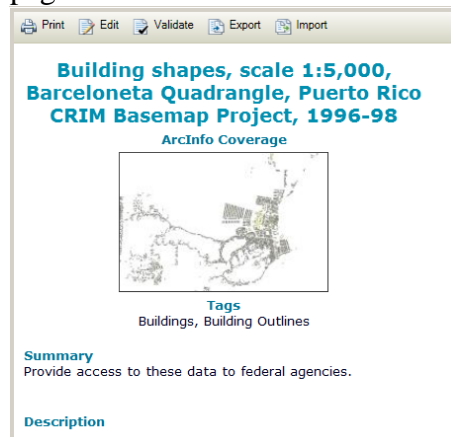 pag
Print Edit Validate Export Import
Building shapes, scale 1:5,000,
Barceloneta Quadrangle, Puerto Rico
CRIM Basemap Project, 1996-98
ArcInfo Coverage
Tags
Buildings, Building Outlines
Summary
Provide access to these data to federal agencies.
Description